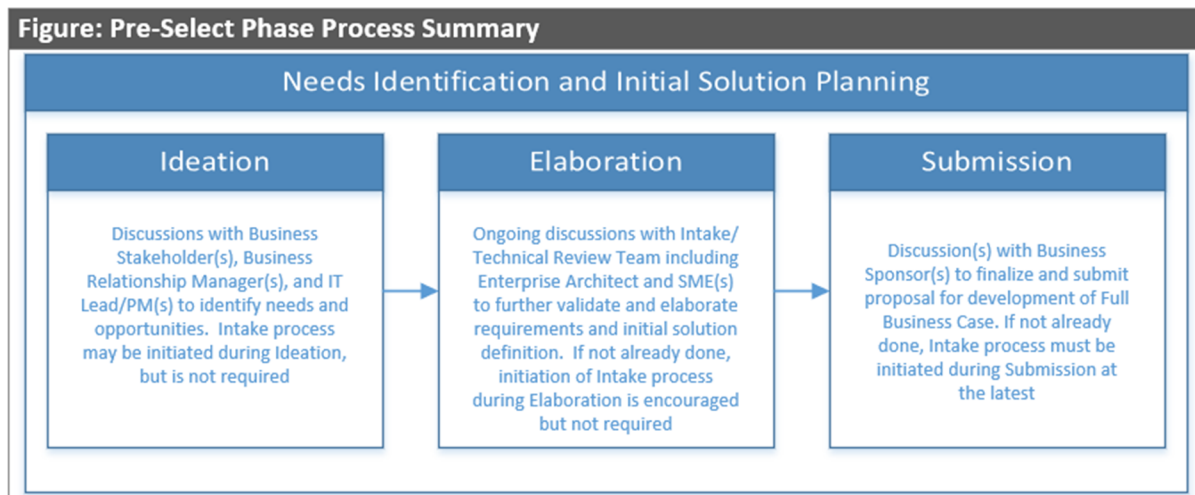 Figure: Pre-Select Phase Process Summary
Needs Identification and Initial Solution Planning
Ideation
Discussions with Business
Stakeholder(s), Business
Relationship Manager(s), and IT
Lead/PM(s) to identify needs and
opportunities. Intake process
may be initiated during Ideation,
but is not required
Elaboration
Ongoing discussions with Intake/
Technical Review Team including
Enterprise Architect and SME(s)
to further validate and elaborate
requirements and initial solution
definition. If not already done,
initiation of Intake process
during Elaboration is encouraged
but not required
Submission
Discussion(s) with Business
Sponsor(s) to finalize and submit
proposal for development of Full
Business Case. If not already
done, Intake process must be
initiated during Submission at
the latest